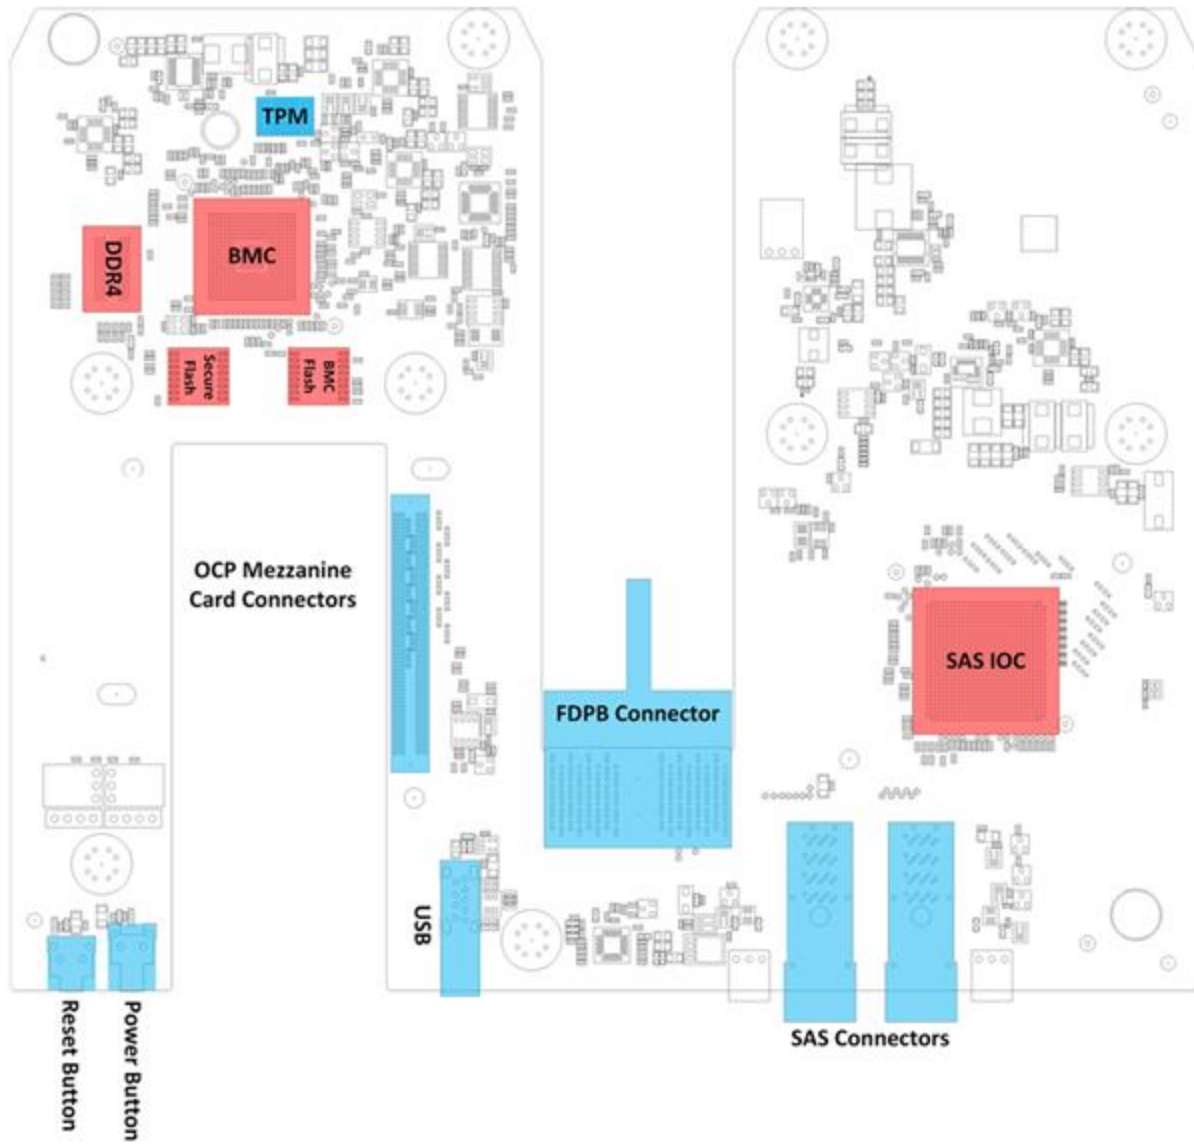 TPM
DDR4
BMC
Secure
Flash
BMC
Flash
OCP Mezzanine
Card Connectors
SAS IOC
FDPB Connector
USB
Reset Button
Power Button
SAS Connectors